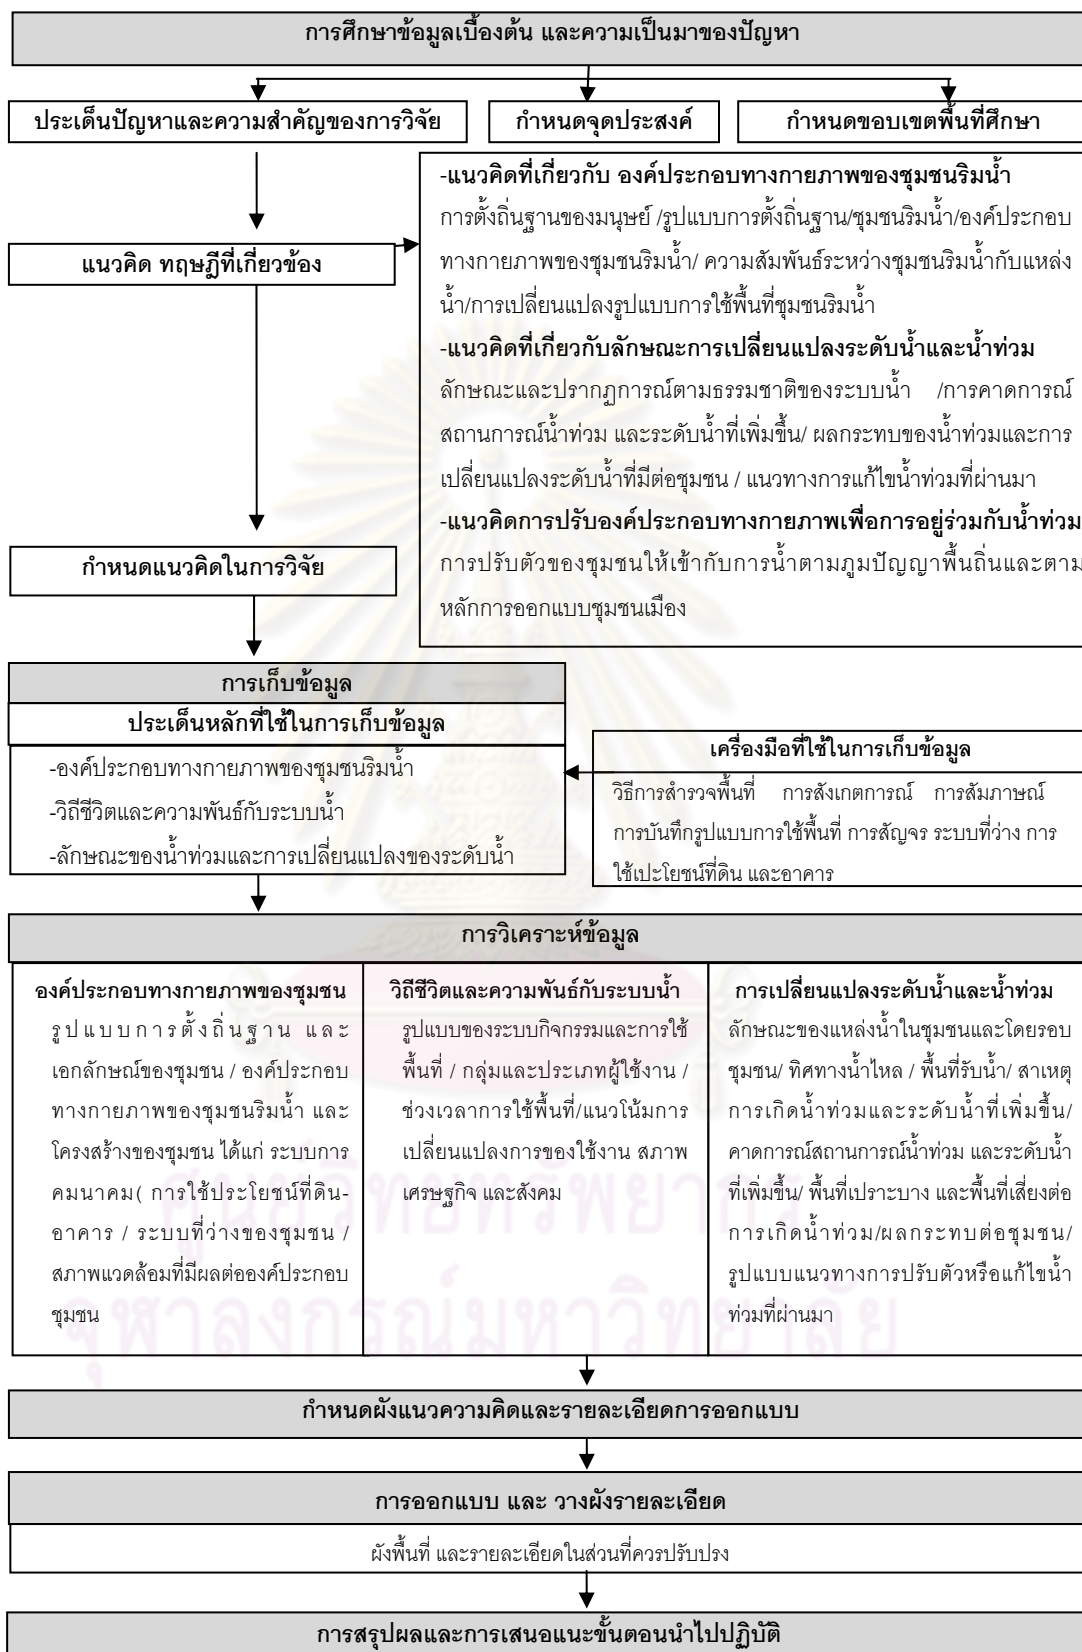 การศึกษาข้อมูลเบื้องต้น และความเป็นมาของปัญหา
ประเด็นปัญหาและความสำคัญของการวิจัย
กำหนดจุดประสงค์
กำหนดขอบเขตพื้นที่ศึกษา
แนวคิด ทฤษฎีที่เกี่ยวข้อง
-แนวคิดที่เกี่ยวกับ องค์ประกอบทางกายภาพของชุมชนริมน้ำ
การตั้งถิ่นฐานของมนุษย์ /รูปแบบการตั้งถิ่นฐาน/ชุมชนริมน้ำ/องค์ประกอบ
ทางกายภาพของชุมชนริมน้ำ/ ความสัมพันธ์ระหว่างชุมชนริมน้ำกับแหล่ง
น้ำ/การเปลี่ยนแปลงรูปแบบการใช้พื้นที่ชุมชนริมน้ำ
-แนวคิดที่เกี่ยวกับลักษณะการเปลี่ยนแปลงระดับน้ำและน้ำท่วม
ลักษณะและปรากฏการณ์ตามธรรมชาติของระบบน้ำ /การคาดการณ์
สถานการณ์น้ำท่วม และระดับน้ำที่เพิ่มขึ้น/ ผลกระทบของน้ำท่วมและการ
เปลี่ยนแปลงระดับน้ำที่มีต่อชุมชน / แนวทางการแก้ไขน้ำท่วมที่ผ่านมา
-แนวคิดการปรับองค์ประกอบทางกายภาพเพื่อการอยู่ร่วมกับน้ำท่วม
การปรับตัวของชุมชนให้เข้ากับการน้ำตามภูมปัญญาพื้นถิ่นและตาม
หลักการออกแบบชุมชนเมือง
กำหนดแนวคิดในการวิจัย
การเก็บข้อมูล
ประเด็นหลักที่ใช้ในการเก็บข้อมูล
-องค์ประกอบทางกายภาพของชุมชนริมน้ำ
-วิถีชีวิตและความพันธ์กับระบบน้ำ
-ลักษณะของน้ำท่วมและการเปลี่ยนแปลงของระดับน้ำ
เครื่องมือที่ใช้ในการเก็บข้อมูล
วิธีการสำรวจพื้นที่ การสังเกตการณ์ การสัมภาษณ์
การบันทึกรูปแบบการใช้พื้นที่ การสัญจร ระบบที่ว่าง การ
ใช้เปะโยชน์ที่ดิน และอาคาร
การวิเคราะห์ข้อมูล
องค์ประกอบทางกายภาพของชุมชน
รูปแบบการตั้งถิ่นฐาน และ
เอกลักษณ์ของชุมชน / องค์ประกอบ
ทางกายภาพของชุมชนริมน้ำ และ
โครงสร้างของชุมชน ได้แก่ ระบบการ
คมนาคม( การใช้ประโยชน์ที่ดิน-
อาคาร / ระบบที่ว่างของชุมชน /
สภาพแวดล้อมที่มีผลต่อองค์ประกอบ
ชุมชน
วิถีชีวิตและความพันธ์กับระบบน้ำ
รูปแบบของระบบกิจกรรมและการใช้
พื้นที่ / กลุ่มและประเภทผู้ใช้งาน /
ช่วงเวลาการใช้พื้นที่/แนวโน้มการ
เปลี่ยนแปลงการของใช้งาน สภาพ
เศรษฐกิจ และสังคม
การเปลี่ยนแปลงระดับน้ำและน้ำท่วม
ลักษณะของแหล่งน้ำในชุมชนและโดยรอบ
ชุมชน/ ทิศทางน้ำไหล / พื้นที่รับน้ำ/ สาเหตุ
การเกิดน้ำท่วมและระดับน้ำที่เพิ่มขึ้น/
คาดการณ์สถานการณ์น้ำท่วม และระดับน้ำ
ที่เพิ่มขึ้น/ พื้นที่เปราะบาง และพื้นที่เสี่ยงต่อ
การเกิดน้ำท่วม/ผลกระทบต่อชุมชน/
รูปแบบแนวทางการปรับตัวหรือแก้ไขน้ำ
ท่วมที่ผ่านมา
ศูนย์วิทยทรัพยากร
จุฬาลงกรณ์มหาวิทยาลัย
กำหนดผังแนวความคิดและรายละเอียดการออกแบบ
การออกแบบ และ วางผังรายละเอียด
ผังพื้นที่ และรายละเอียดในส่วนที่ควรปรับปรง
การสรุปผลและการเสนอแนะขั้นตอนนำไปปฏิบัติ